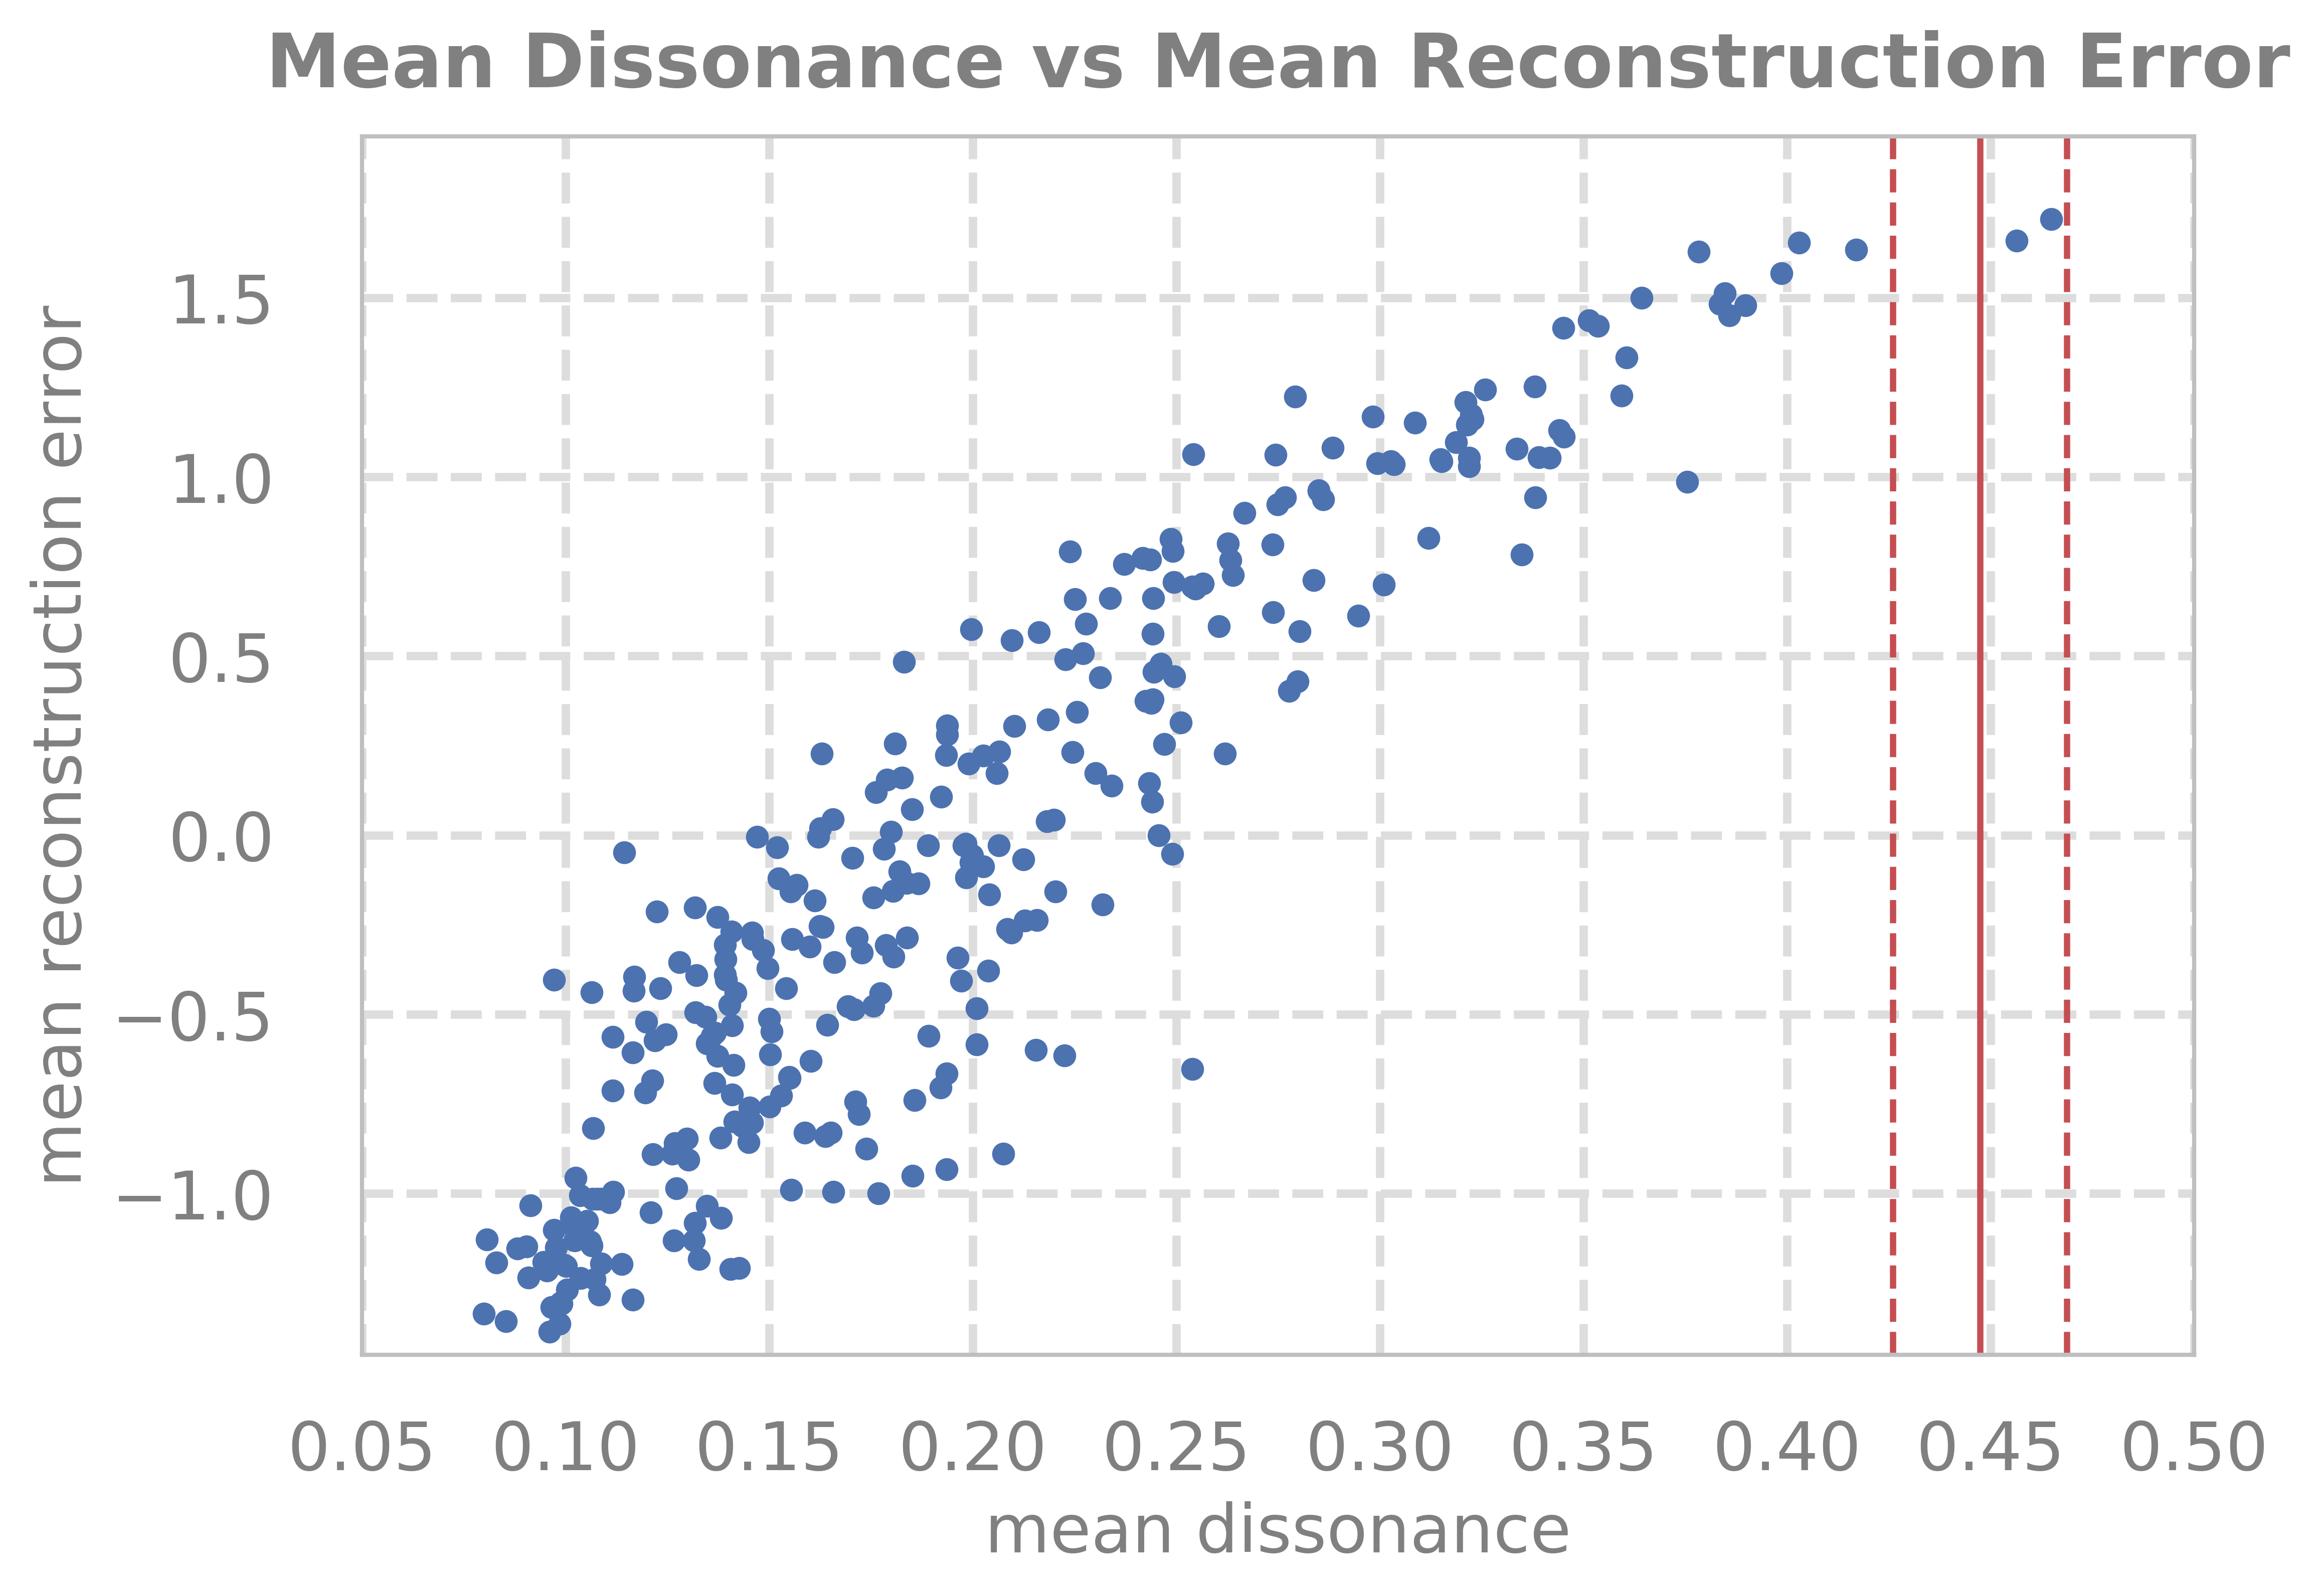 Mean Dissonance vs Mean Reconstruction Error
mean reconstruction error
1.5
1.0
0.5
0.0
−0.5
−1.0
0.05 0.10 0.15 0.20 0.25 0.30 0.35 0.40 0.45 0.50
mean dissonance